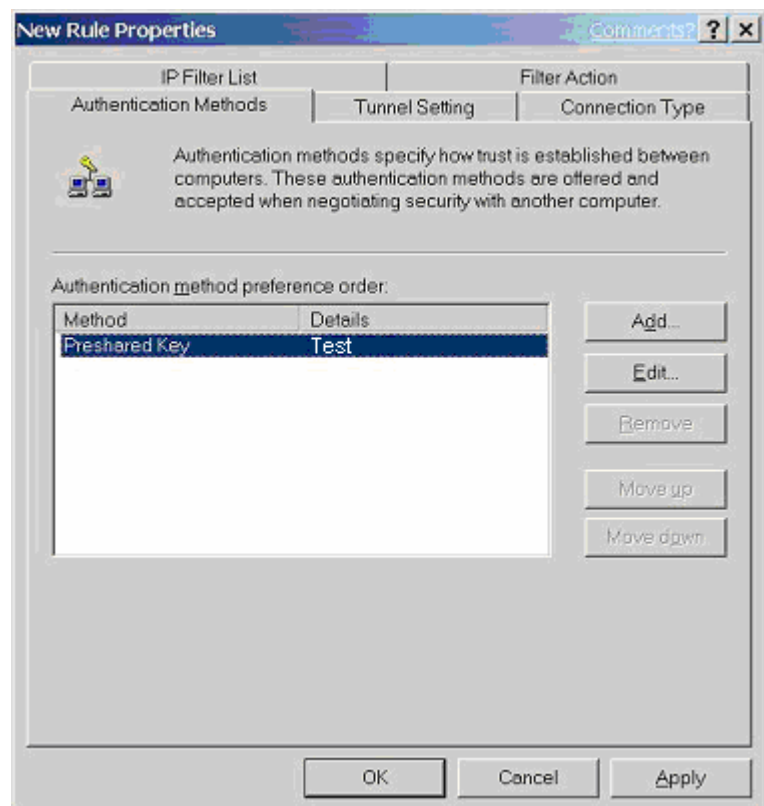 New Rule Properties Comments? ? ×
IP Filter List Filter Action
Authentication Methods Tunnel Setting Connection Type
Authentication methods specify how trust is established between
computers. These authentication methods are offered and
accepted when negotiating security with another computer.
Authentication method preference order:
Method Details
Preshared Key Test
Add...
Edit...
Remove
Move up
Move down
OK Cancel Apply